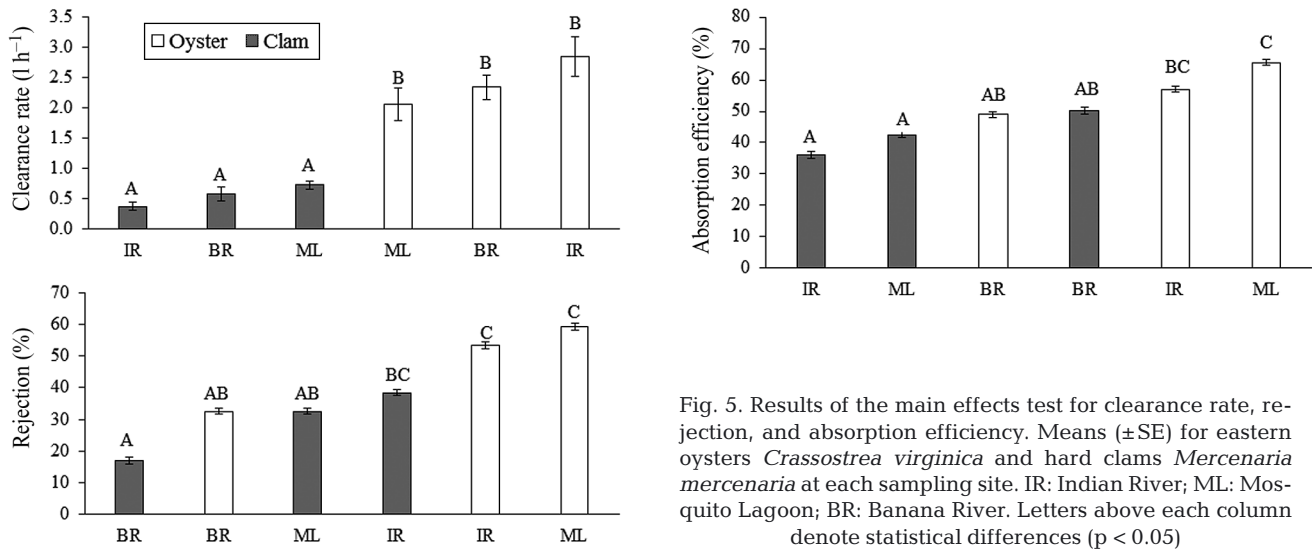 Clearance rate (l h⁻¹)
3.5
3.0
2.5
2.0
1.5
1.0
0.5
0.0
Oyster Clam
A A A B B B
IR BR ML ML BR IR
Rejection (%)
70
60
50
40
30
20
10
0
A AB AB BC C C
BR BR ML IR IR ML
Absorption efficiency (%)
80
70
60
50
40
30
20
10
0
A A AB AB BC C
IR ML BR BR IR ML
Fig. 5. Results of the main effects test for clearance rate, re-
jection, and absorption efficiency. Means (±SE) for eastern
oysters Crassostrea virginica and hard clams Mercenaria
mercenaria at each sampling site. IR: Indian River; ML: Mos-
quito Lagoon; BR: Banana River. Letters above each column
denote statistical differences (p < 0.05)